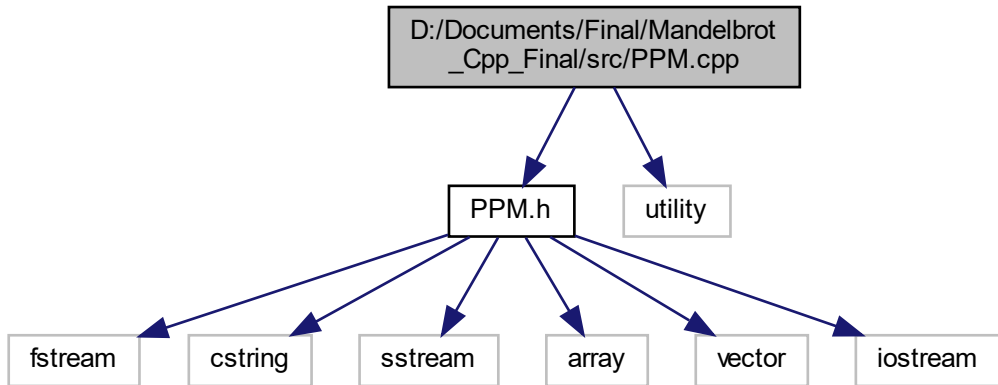 D:/Documents/Final/Mandelbrot
_Cpp_Final/src/PPM.cpp
PPM.h
utility
fstream
cstring
sstream
array
vector
iostream